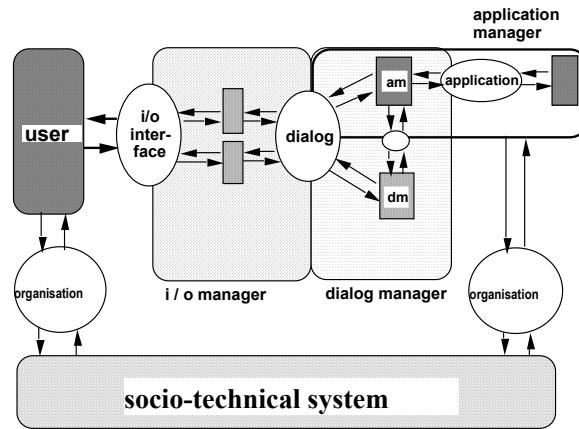 application
manager
user
i/o
inter-
face
dialog
am
application
dm
organisation
i / o manager
dialog manager
organisation
socio-technical system